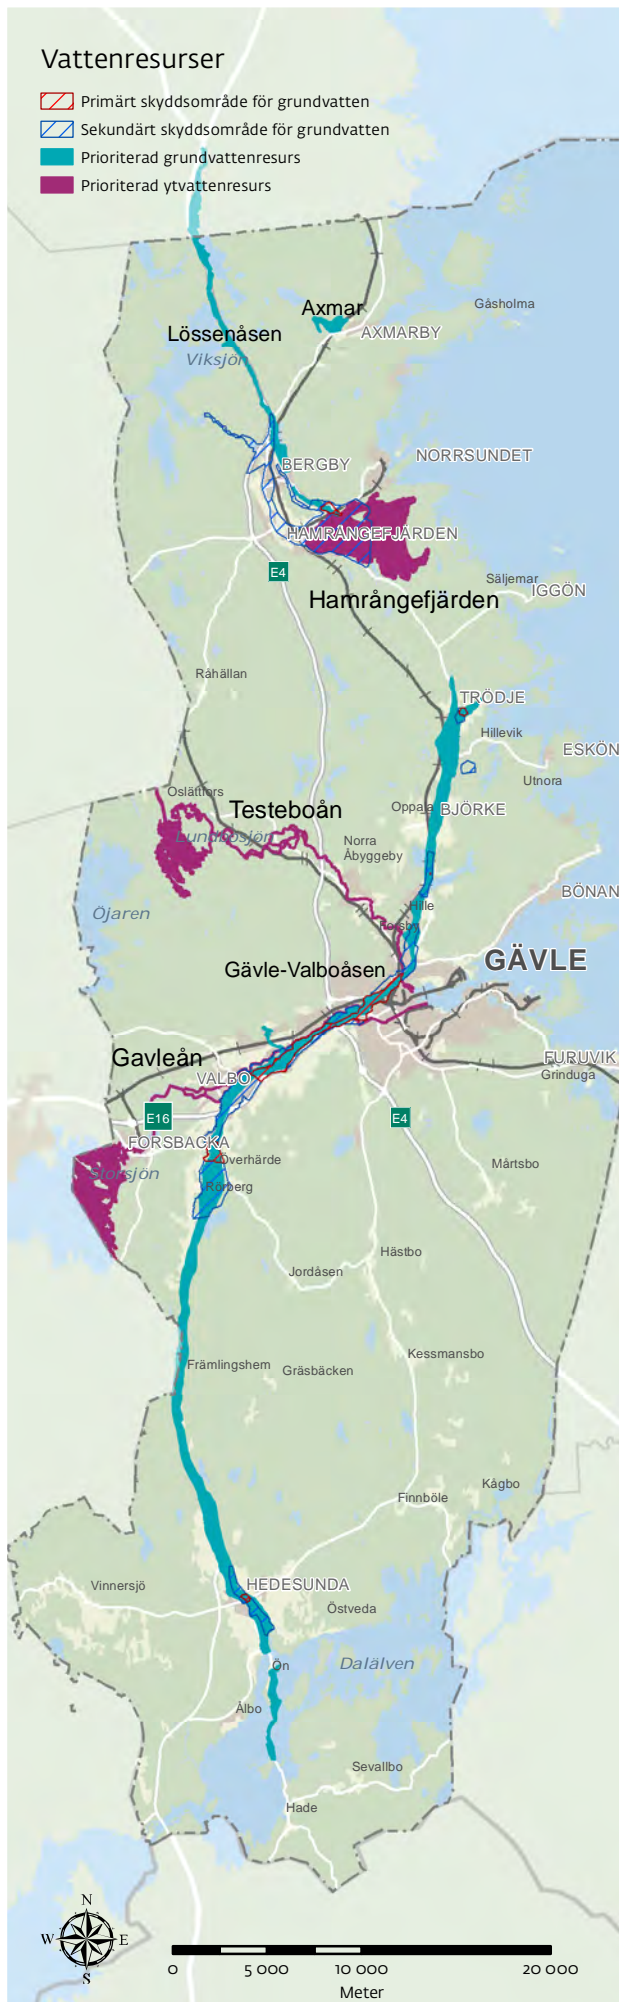 Vattenresurser
Primärt skyddsområde för grundvatten
Sekundärt skyddsområde för grundvatten
Prioriterad grundvattenresurs
Prioriterad ytvattenresurs
Gåsholma
Axmar
AXMARBY
Lössenåsen
Viksjön
NORRSUNDET
BERGBY
HAMRÅNGEFJÄRDEN
E4
Säljemar
IGGÖN
Hamrångefjärden
Råhällan
TRÖDJE
Hillevik
ESKÖN
Utnora
Oslättfors
Oppala
BJÖRKE
Testeboån
Lundbosjön
Norra
Åbyggeby
BÖNAN
Hille
Öjaren
Forsby
GÄVLE
Gävle-Valboåsen
Gavleån
FURUVIK
Grinduga
VALBO
E16
E4
FORSBACKA
Överhärde
Mårtsbo
Storsjön
Rörberg
Hästbo
Jordåsen
Kessmansbo
Främlingshem
Gräsbäcken
Kågbo
Finnböle
Vinnersjö
HEDESUNDA
Östveda
Ön
Dalälven
Ålbo
Sevallbo
Hade
N
W E
S
0 5 000 10 000 20 000
Meter